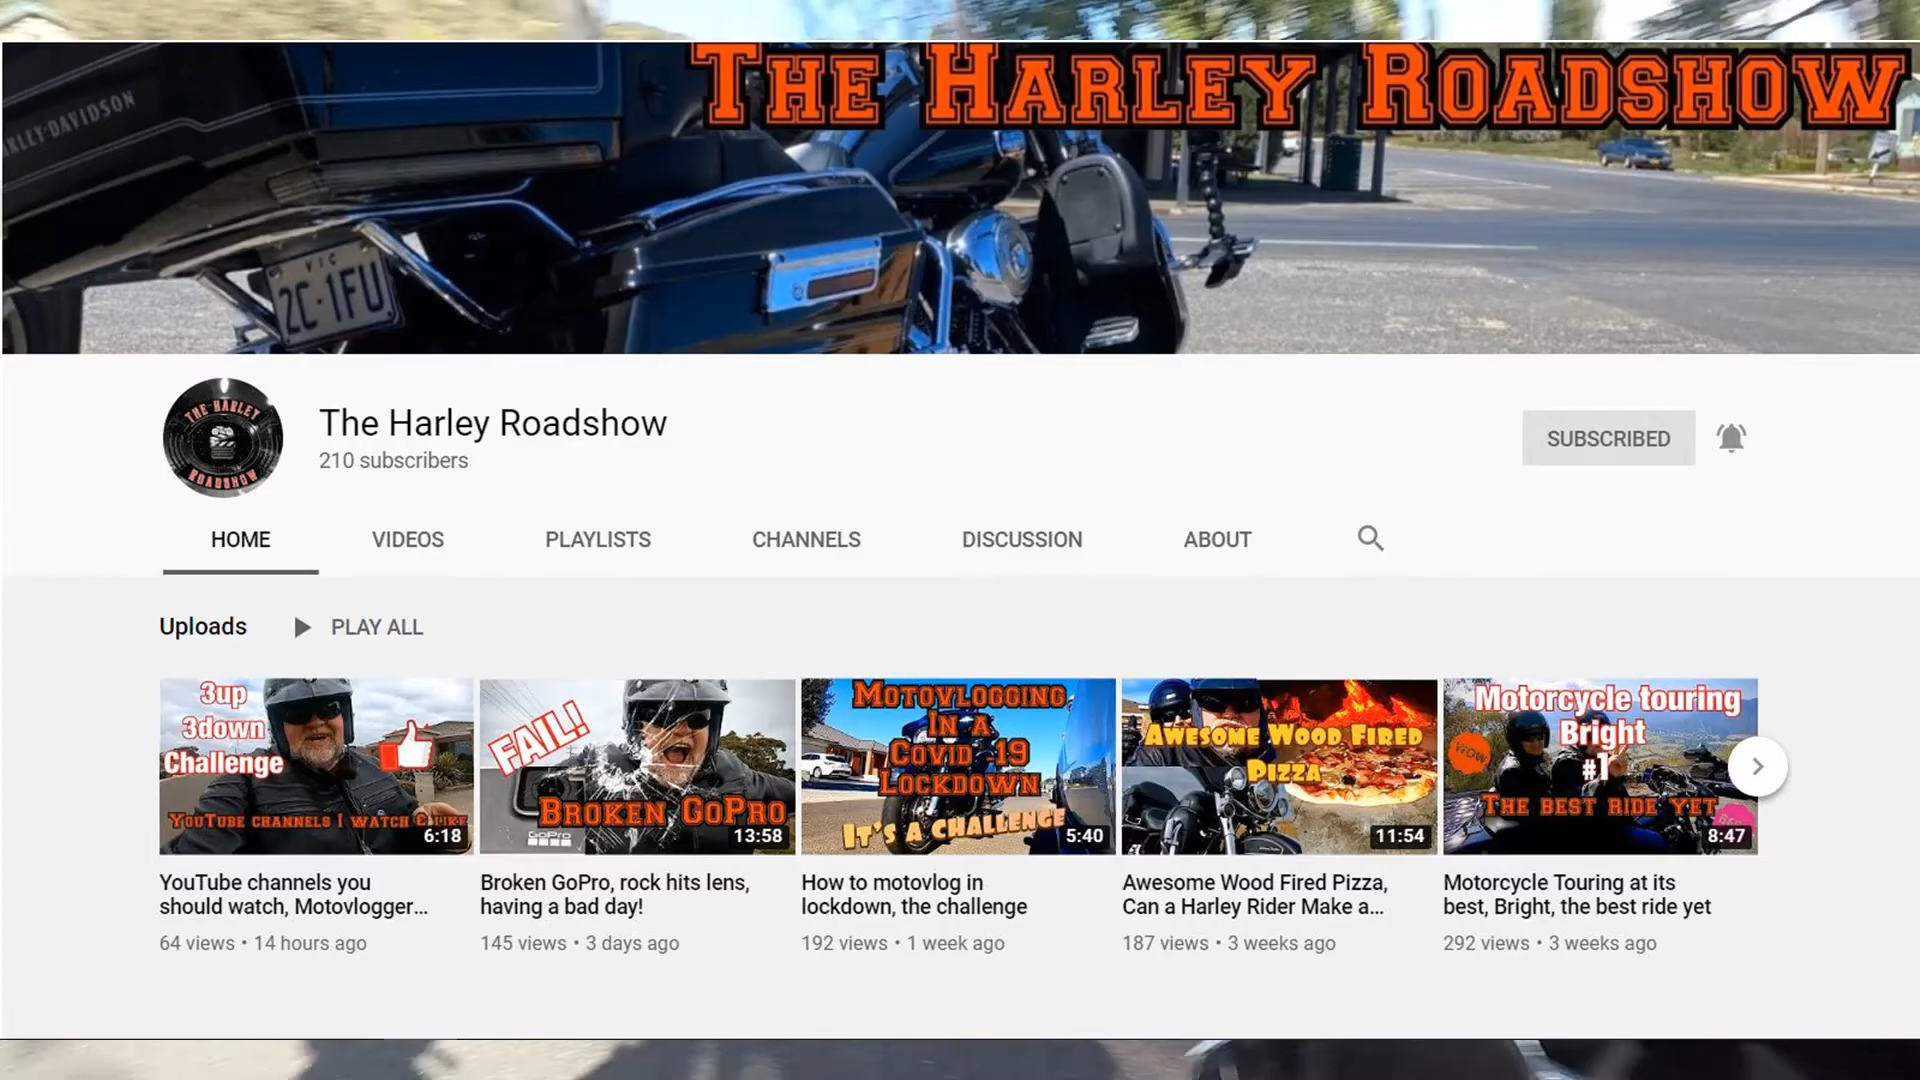 THE HARLEY ROADSHOW
HARLEY-DAVIDSON
VIC
2C·1FU
THE HARLEY
ROADSHOW
The Harley Roadshow
210 subscribers
SUBSCRIBED
HOME
VIDEOS
PLAYLISTS
CHANNELS
DISCUSSION
ABOUT
Uploads
PLAY ALL
3up
3down
Challenge
YOUTUBE CHANNELS I WATCH & LIKE
6:18
FAIL!
BROKEN GOPRO
GoPro
13:58
MOTOVLOGGING
IN A
COVID -19
LOCKDOWN
IT'S A CHALLENGE
5:40
AWESOME WOOD FIRED
PIZZA
11:54
Motorcycle touring
Bright
#1
WOW
THE BEST RIDE YET
8:47
YouTube channels you
should watch, Motovlogger...
64 views • 14 hours ago
Broken GoPro, rock hits lens,
having a bad day!
145 views • 3 days ago
How to motovlog in
lockdown, the challenge
192 views • 1 week ago
Awesome Wood Fired Pizza,
Can a Harley Rider Make a...
187 views • 3 weeks ago
Motorcycle Touring at its
best, Bright, the best ride yet
292 views • 3 weeks ago